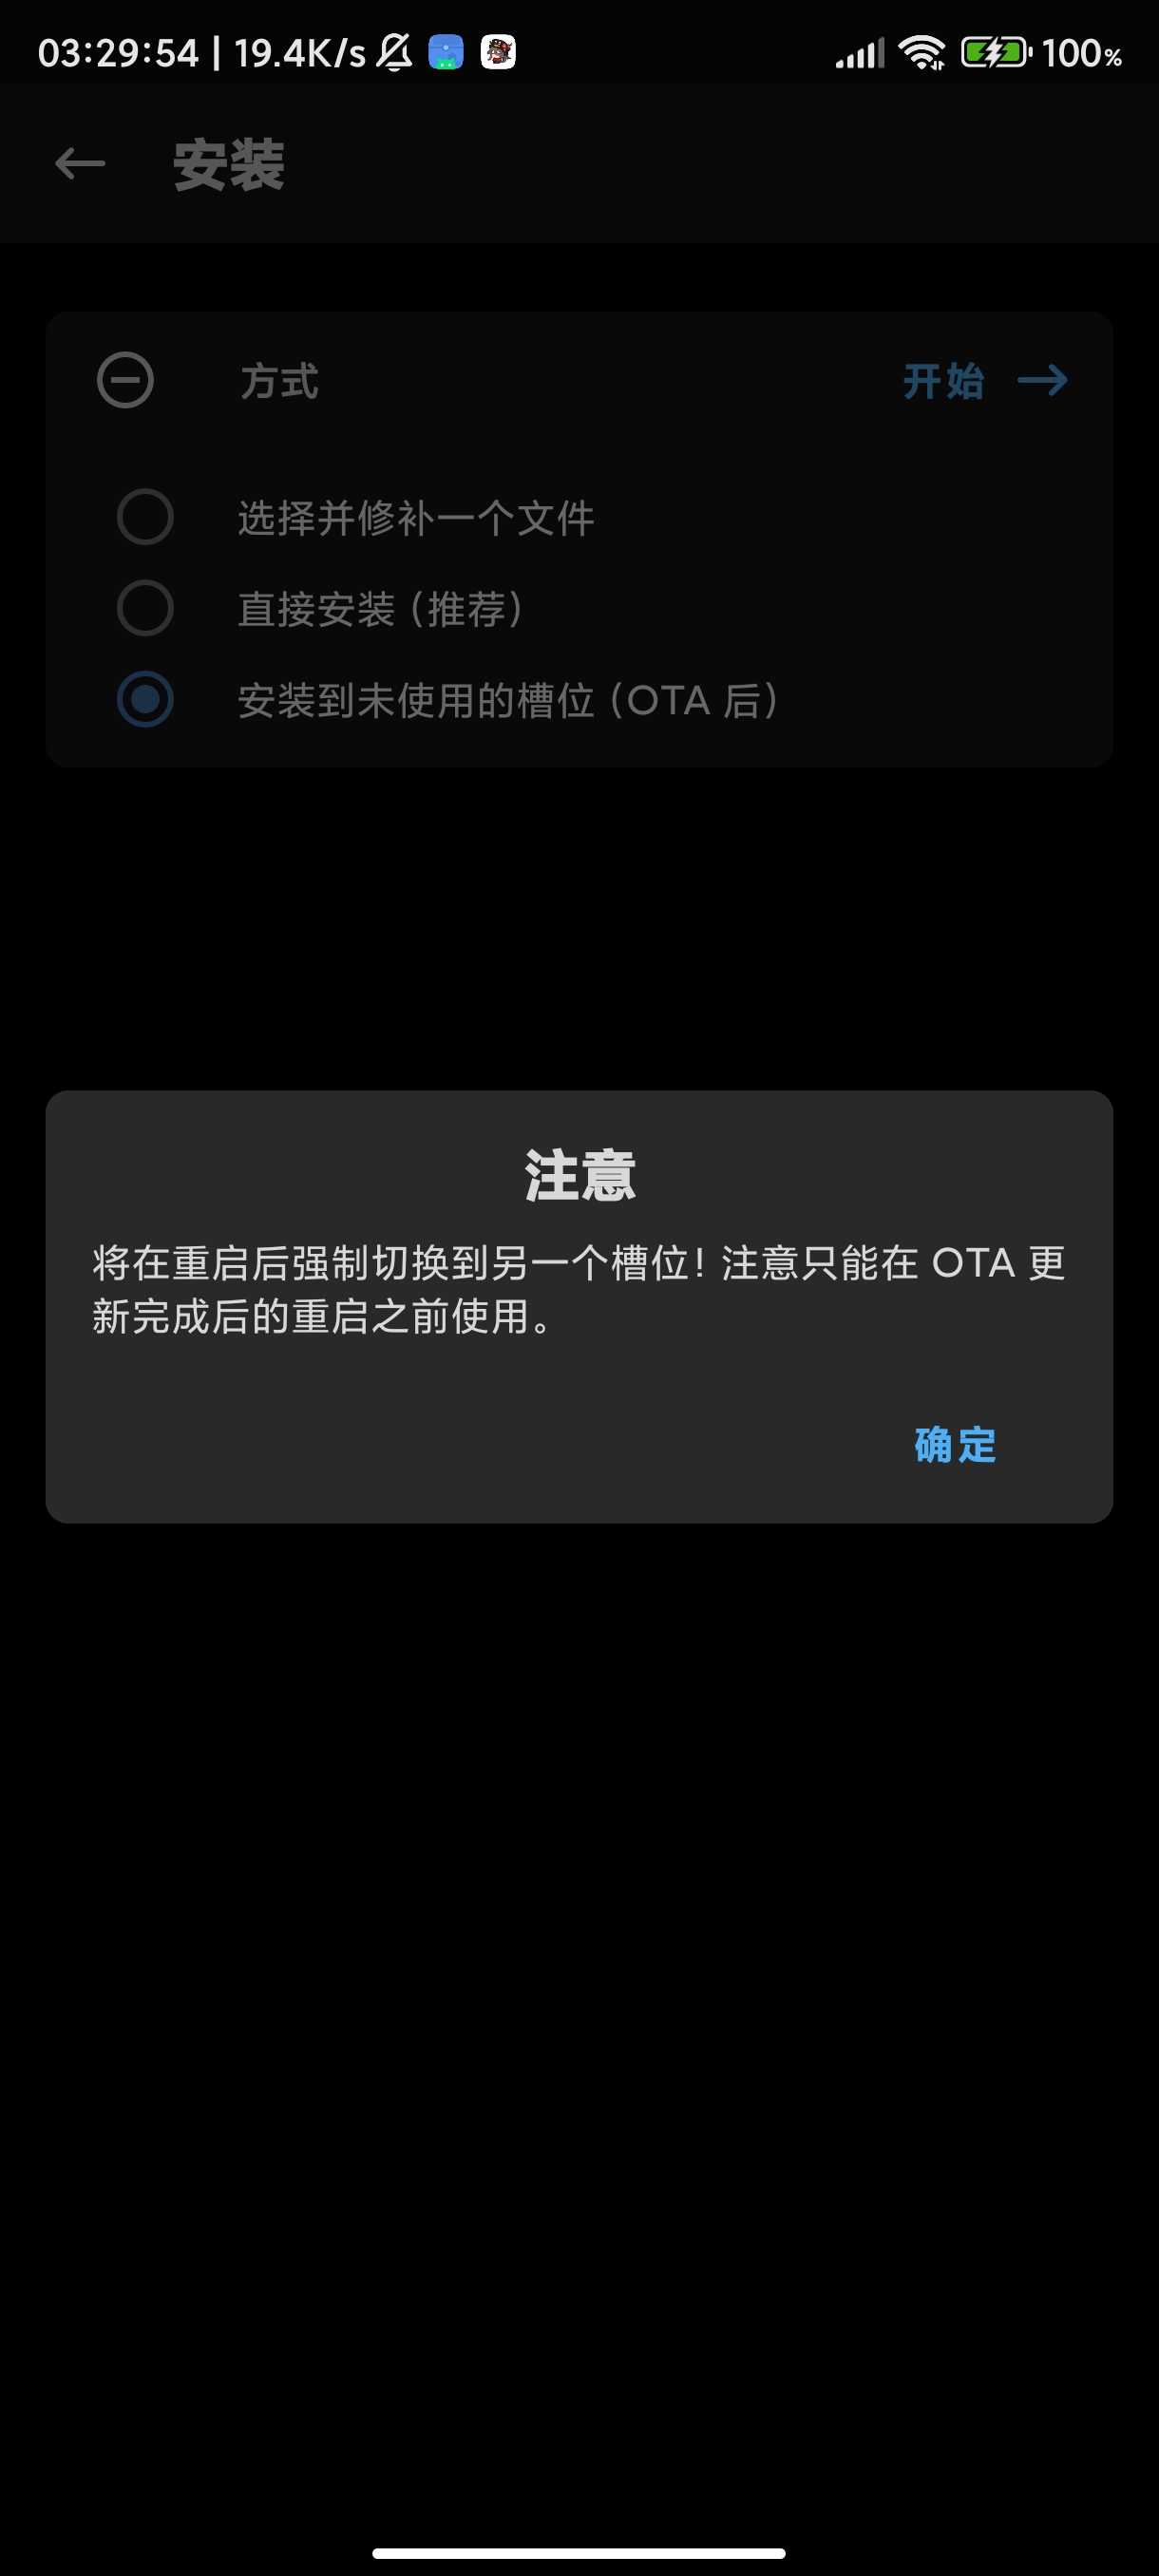 03:29:54 | 19.4K/s 100%
安装
方式 开始
选择并修补一个文件
直接安装 (推荐)
安装到未使用的槽位 (OTA 后)
注意
将在重启后强制切换到另一个槽位! 注意只能在 OTA 更
新完成后的重启之前使用。
确定